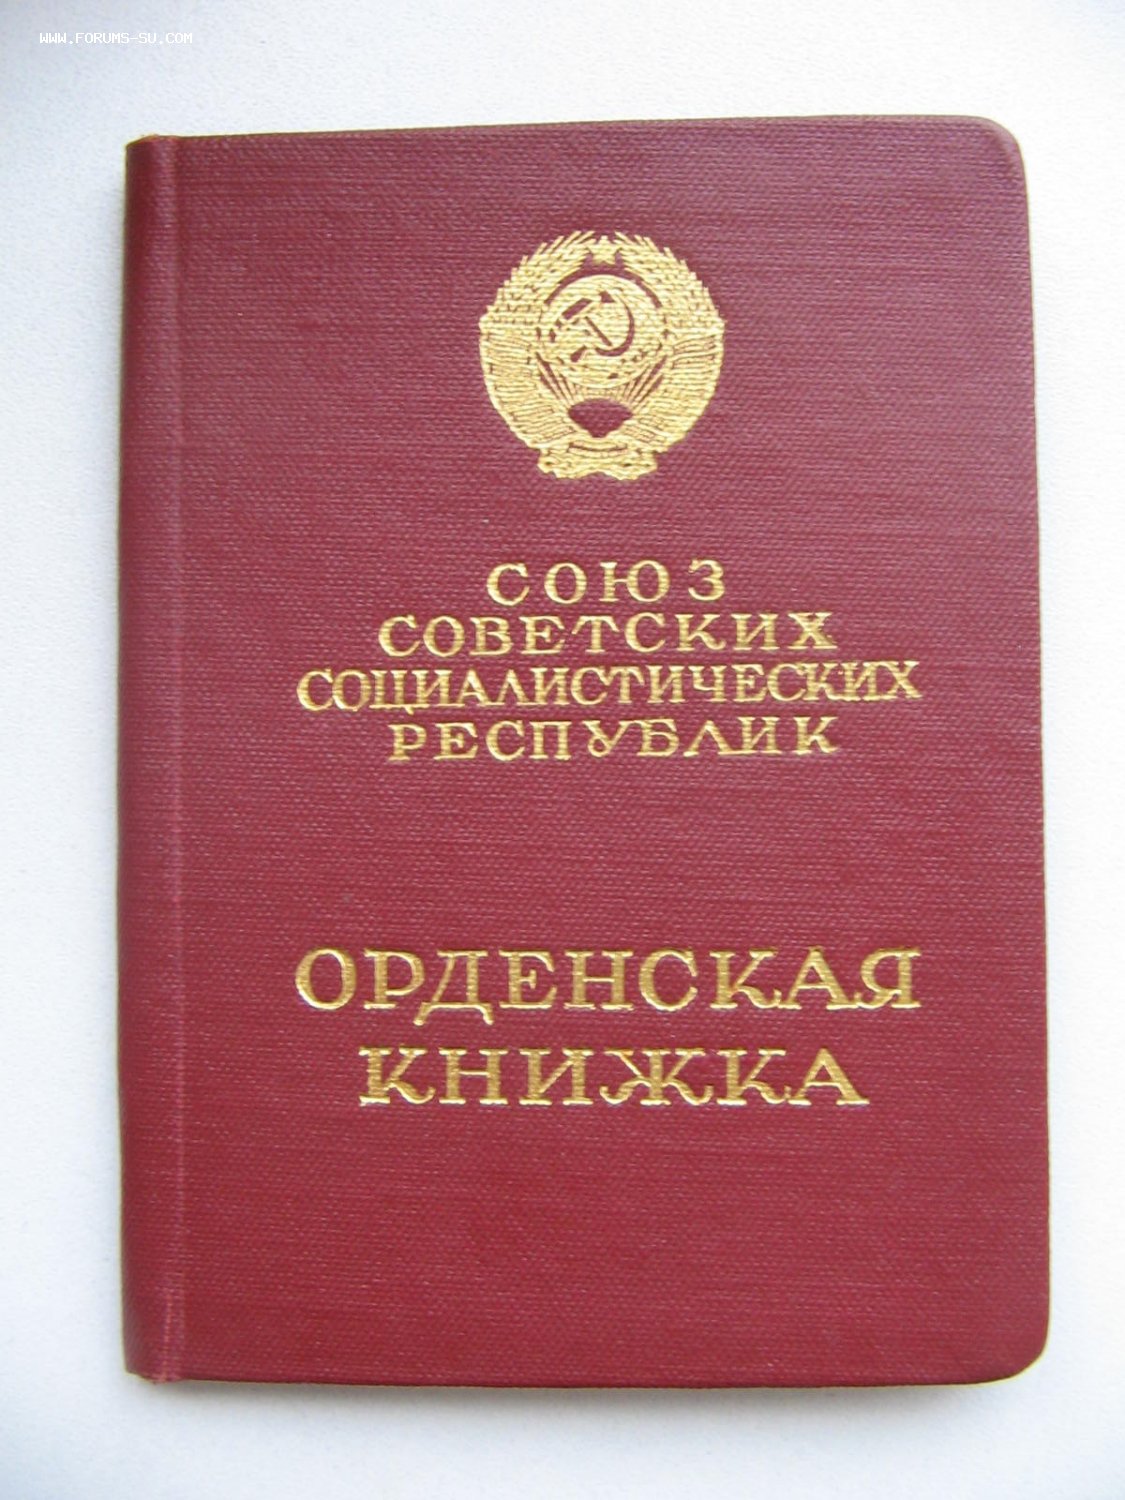 WWW.FORUMS-SU.COM
СОЮЗ
СОВЕТСКИХ
СОЦИАЛИСТИЧЕСКИХ
РЕСПУБЛИК
ОРДЕНСКАЯ
КНИЖКА